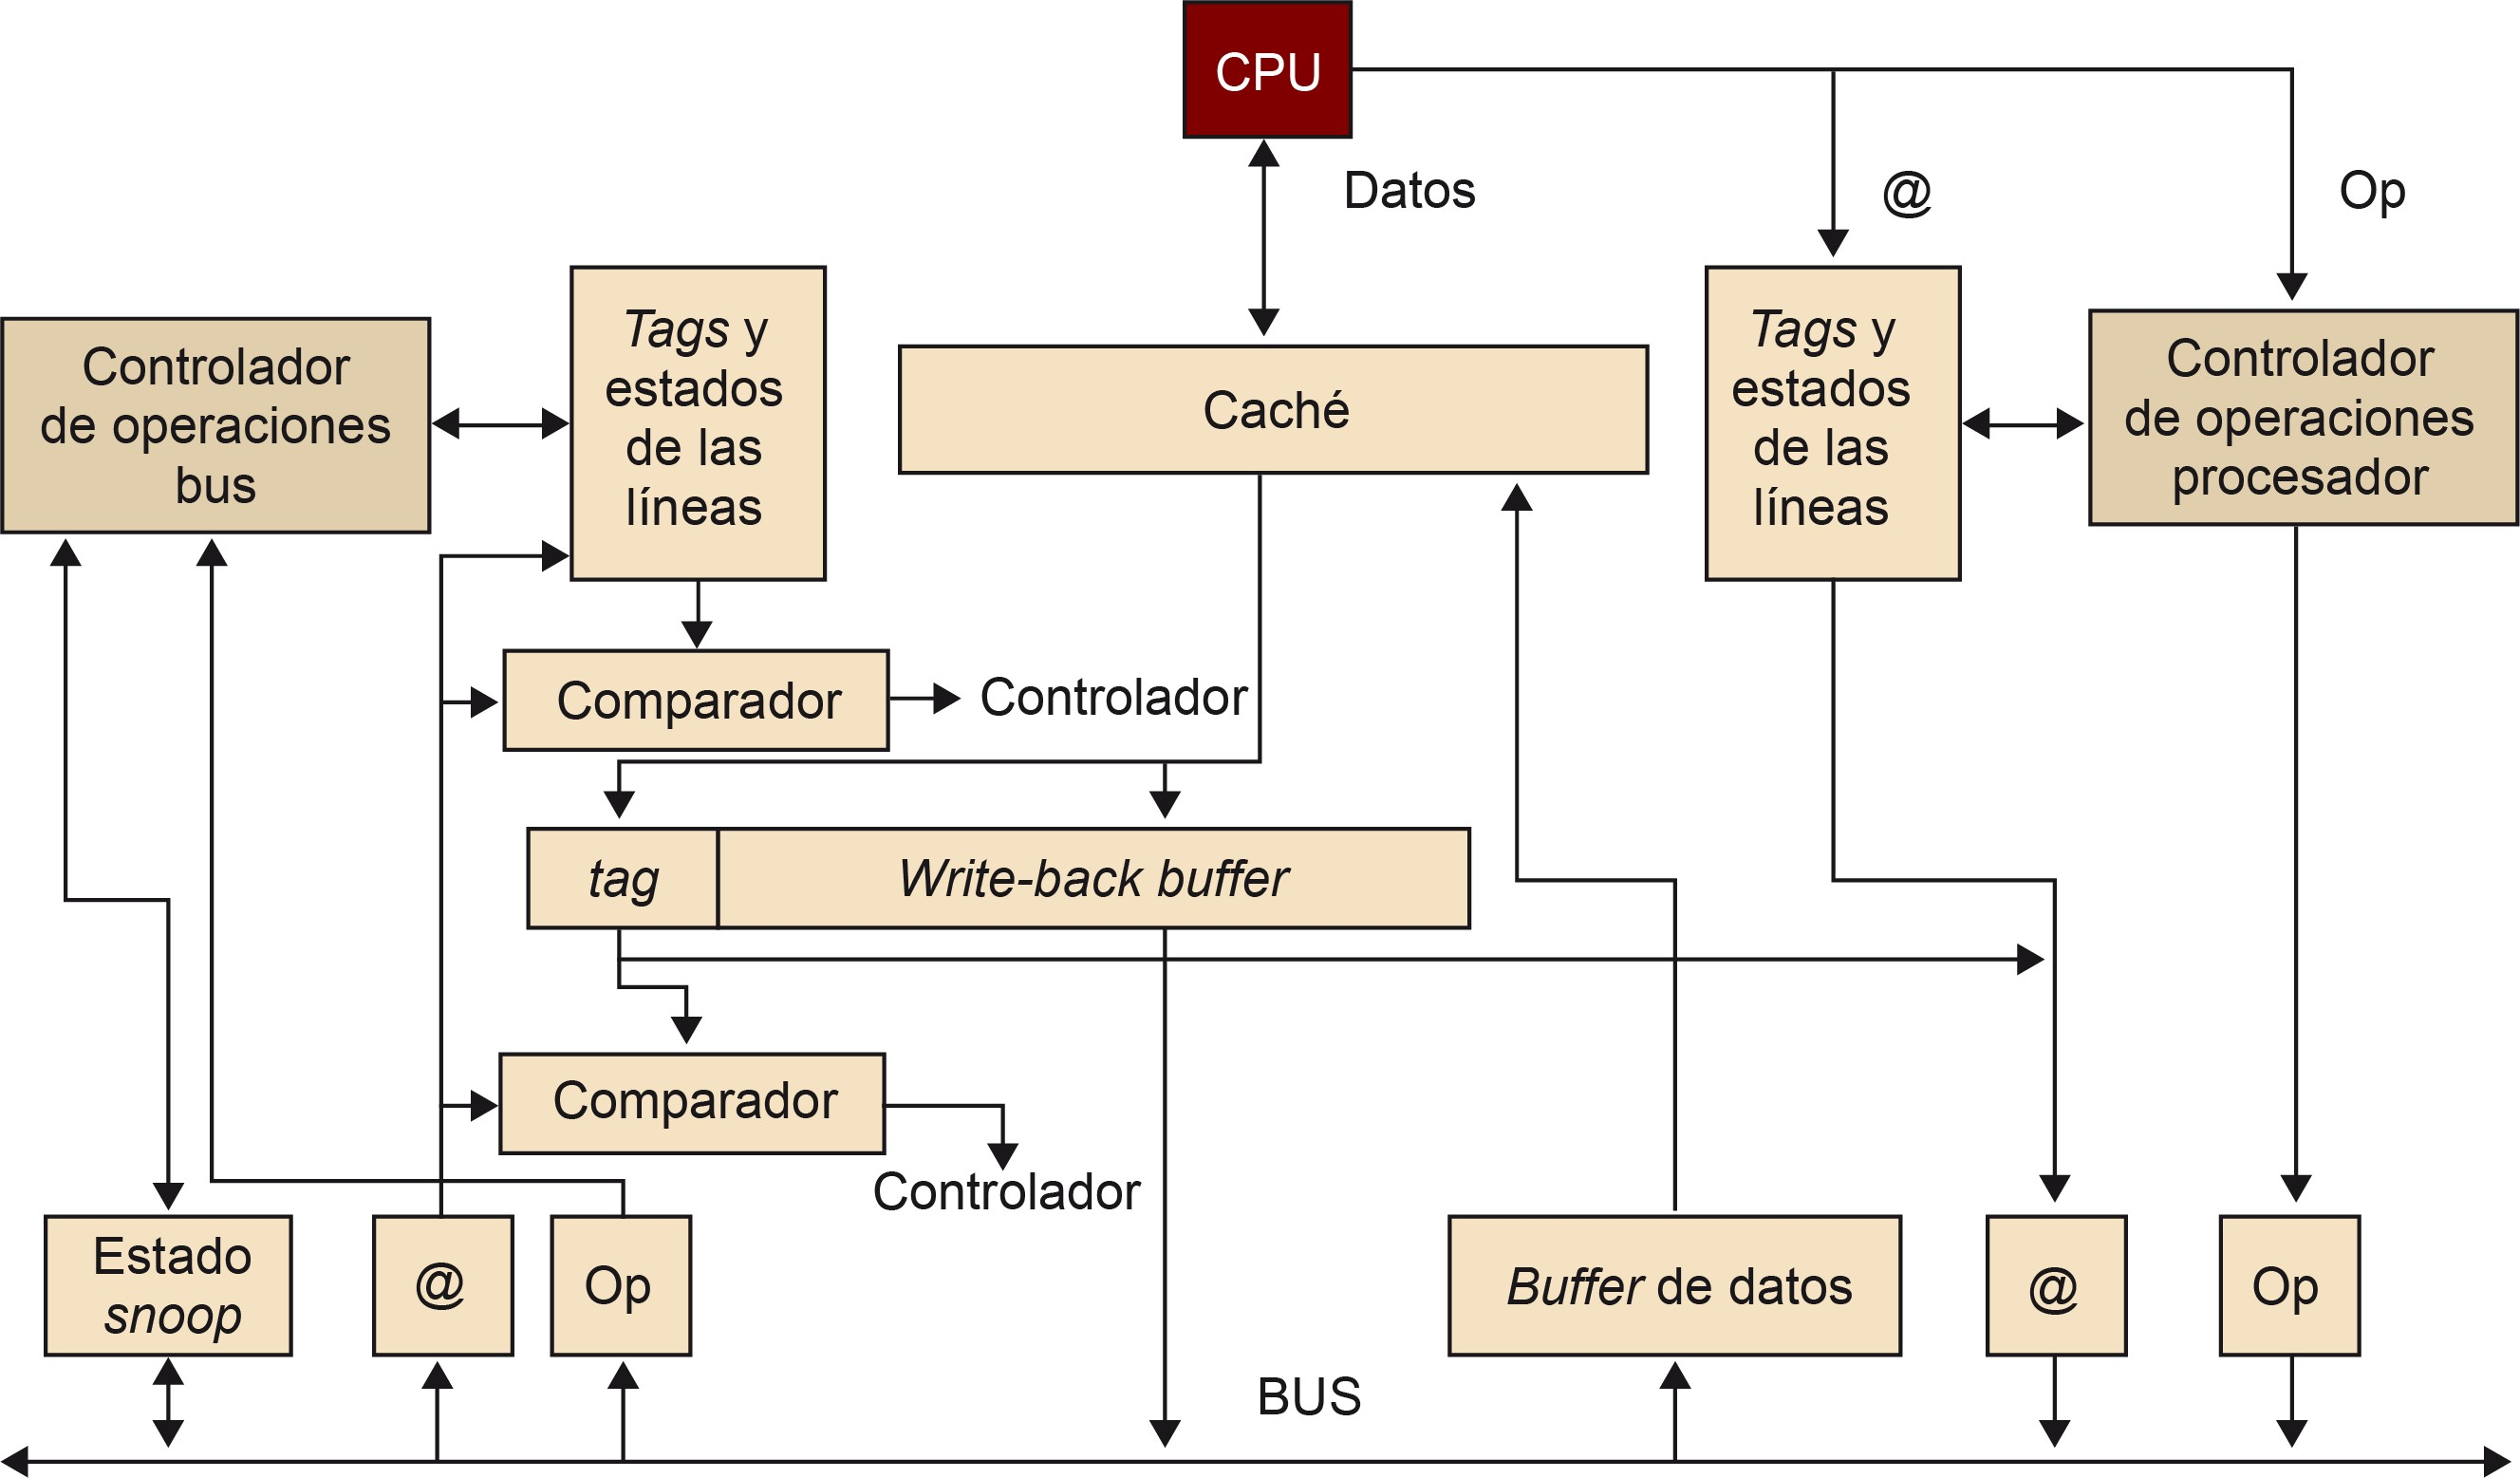 CPU
Datos
@
Op
Controlador
de operaciones
bus
Tags y
estados
de las
líneas
Caché
Tags y
estados
de las
líneas
Controlador
de operaciones
procesador
Comparador
Controlador
tag
Write-back buffer
Comparador
Controlador
Estado
snoop
@
Op
Buffer de datos
@
Op
BUS